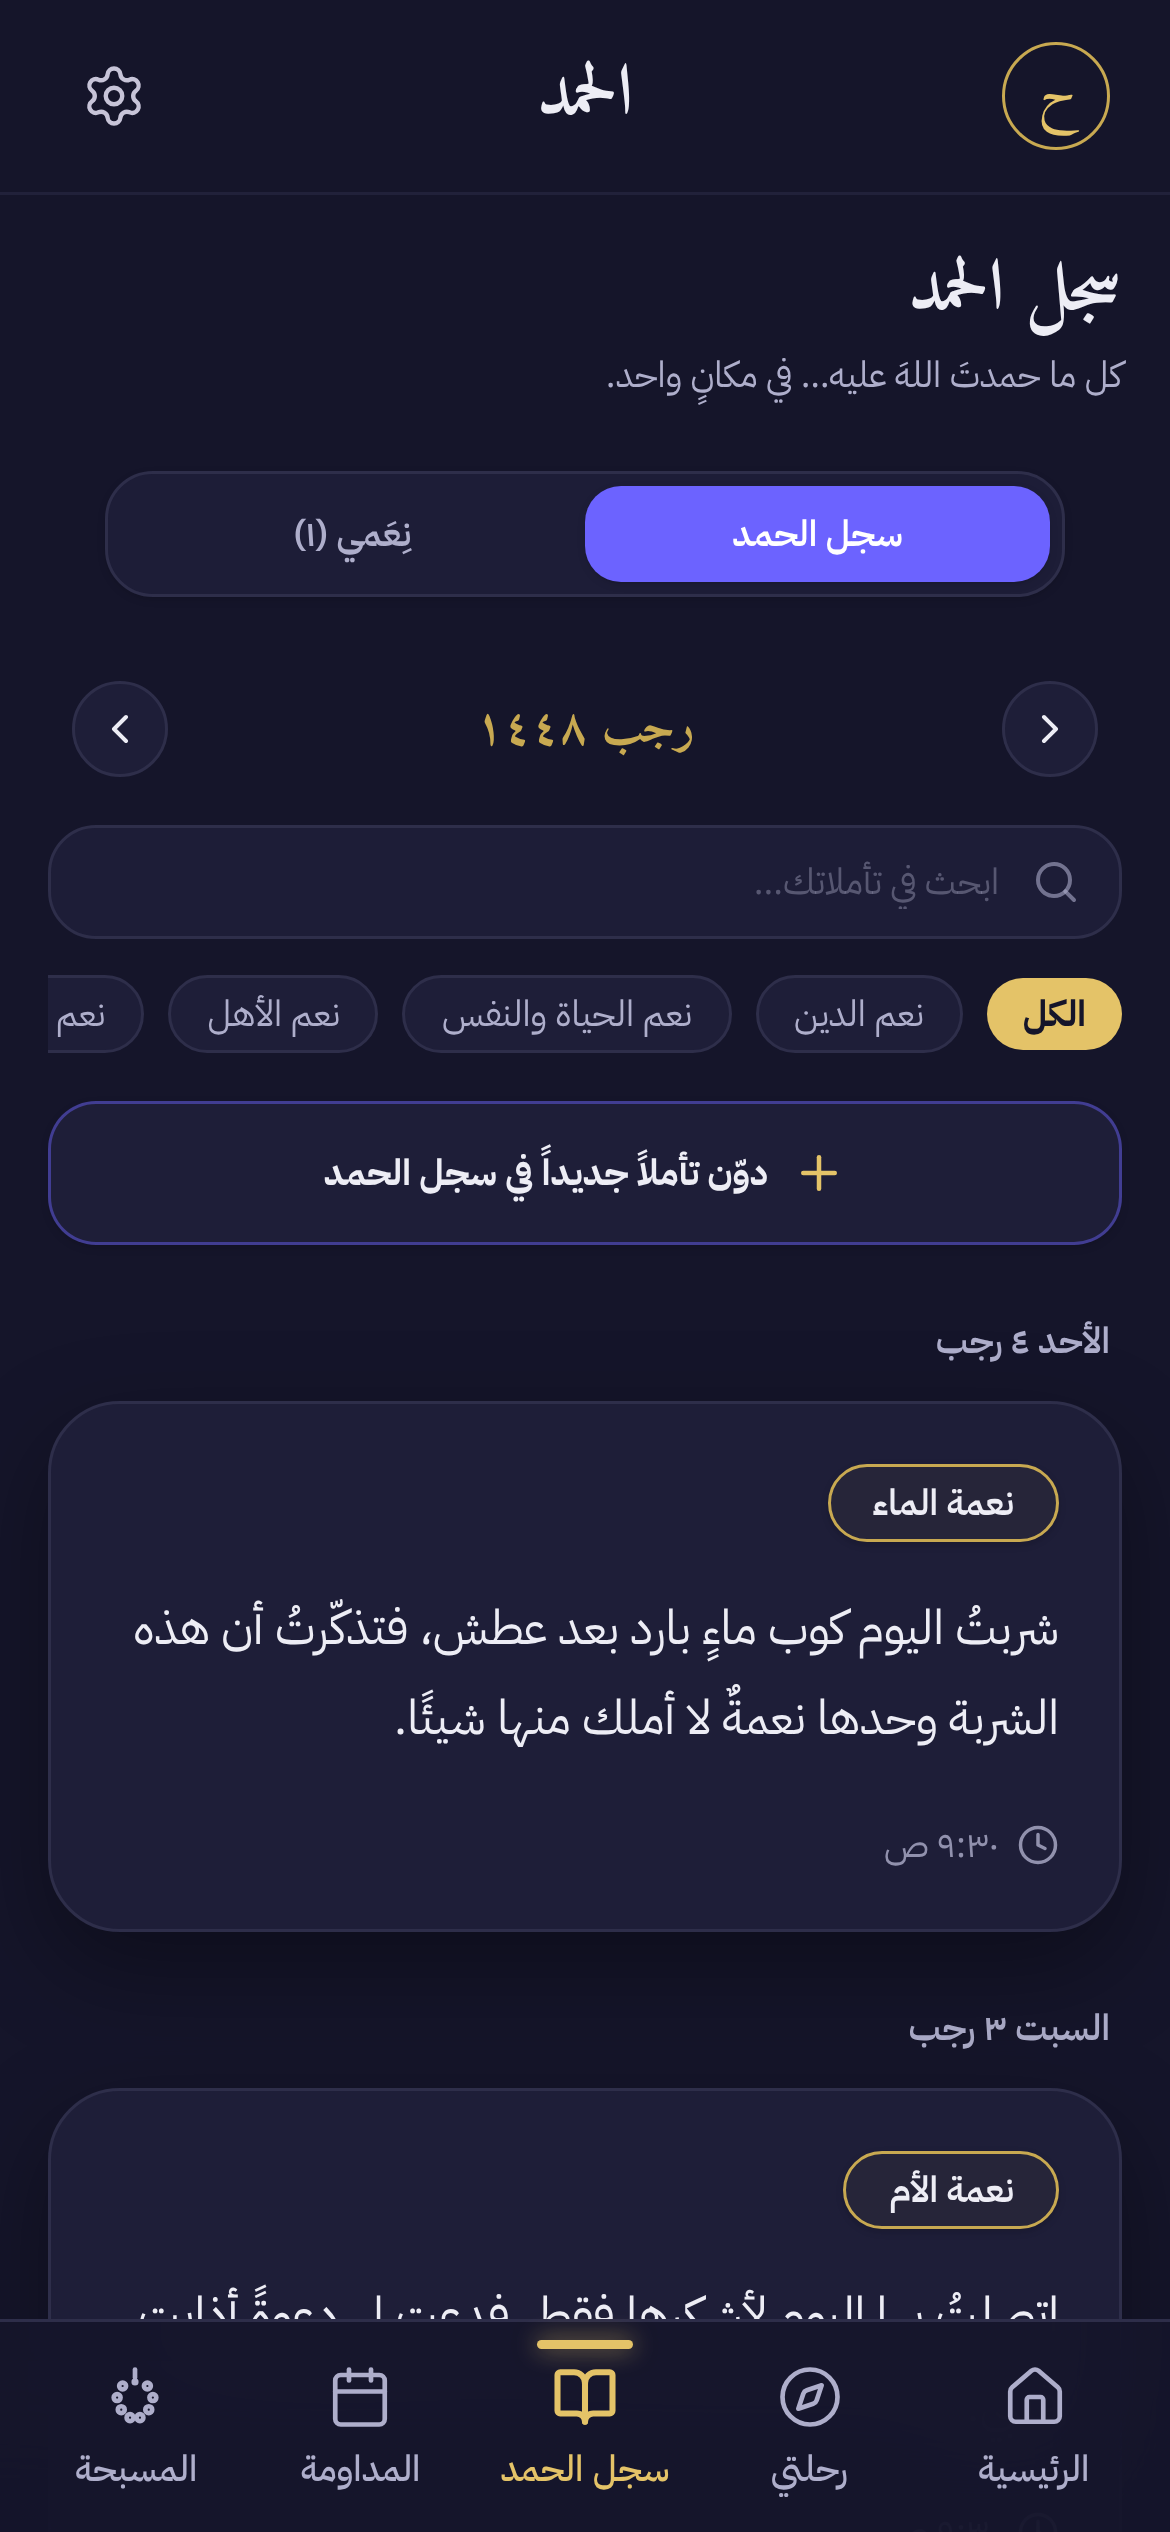 ح
الحمد
سجل الحمد
كل ما حمدتَ اللهَ عليه... في مكانٍ واحد.
سجل الحمد
نِعَمي (١)
رجب ١٤٤٨
ابحث في تأملاتك...
الكل
نعم الدين
نعم الحياة والنفس
نعم الأهل
نعم
دوّن تأملاً جديداً في سجل الحمد
الأحد ٤ رجب
نعمة الماء
شربتُ اليوم كوب ماءٍ بارد بعد عطش، فتذكّرتُ أن هذه
الشربة وحدها نعمةٌ لا أملك منها شيئًا.
٩:٣٠ ص
السبت ٣ رجب
نعمة الأم
اليوم لأشكرها فقط
الرئيسية
رحلتي
سجل الحمد
المداومة
المسبحة